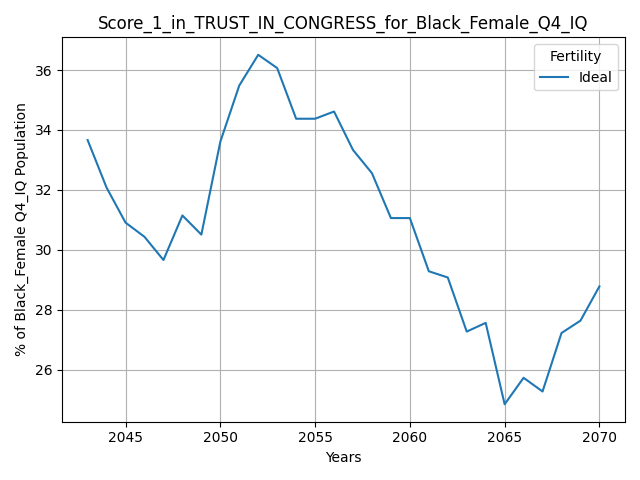 Score_1_in_TRUST_IN_CONGRESS_for_Black_Female_Q4_IQ
Fertility
Ideal
% of Black_Female Q4_IQ Population
36
34
32
30
28
26
2045 2050 2055 2060 2065 2070
Years